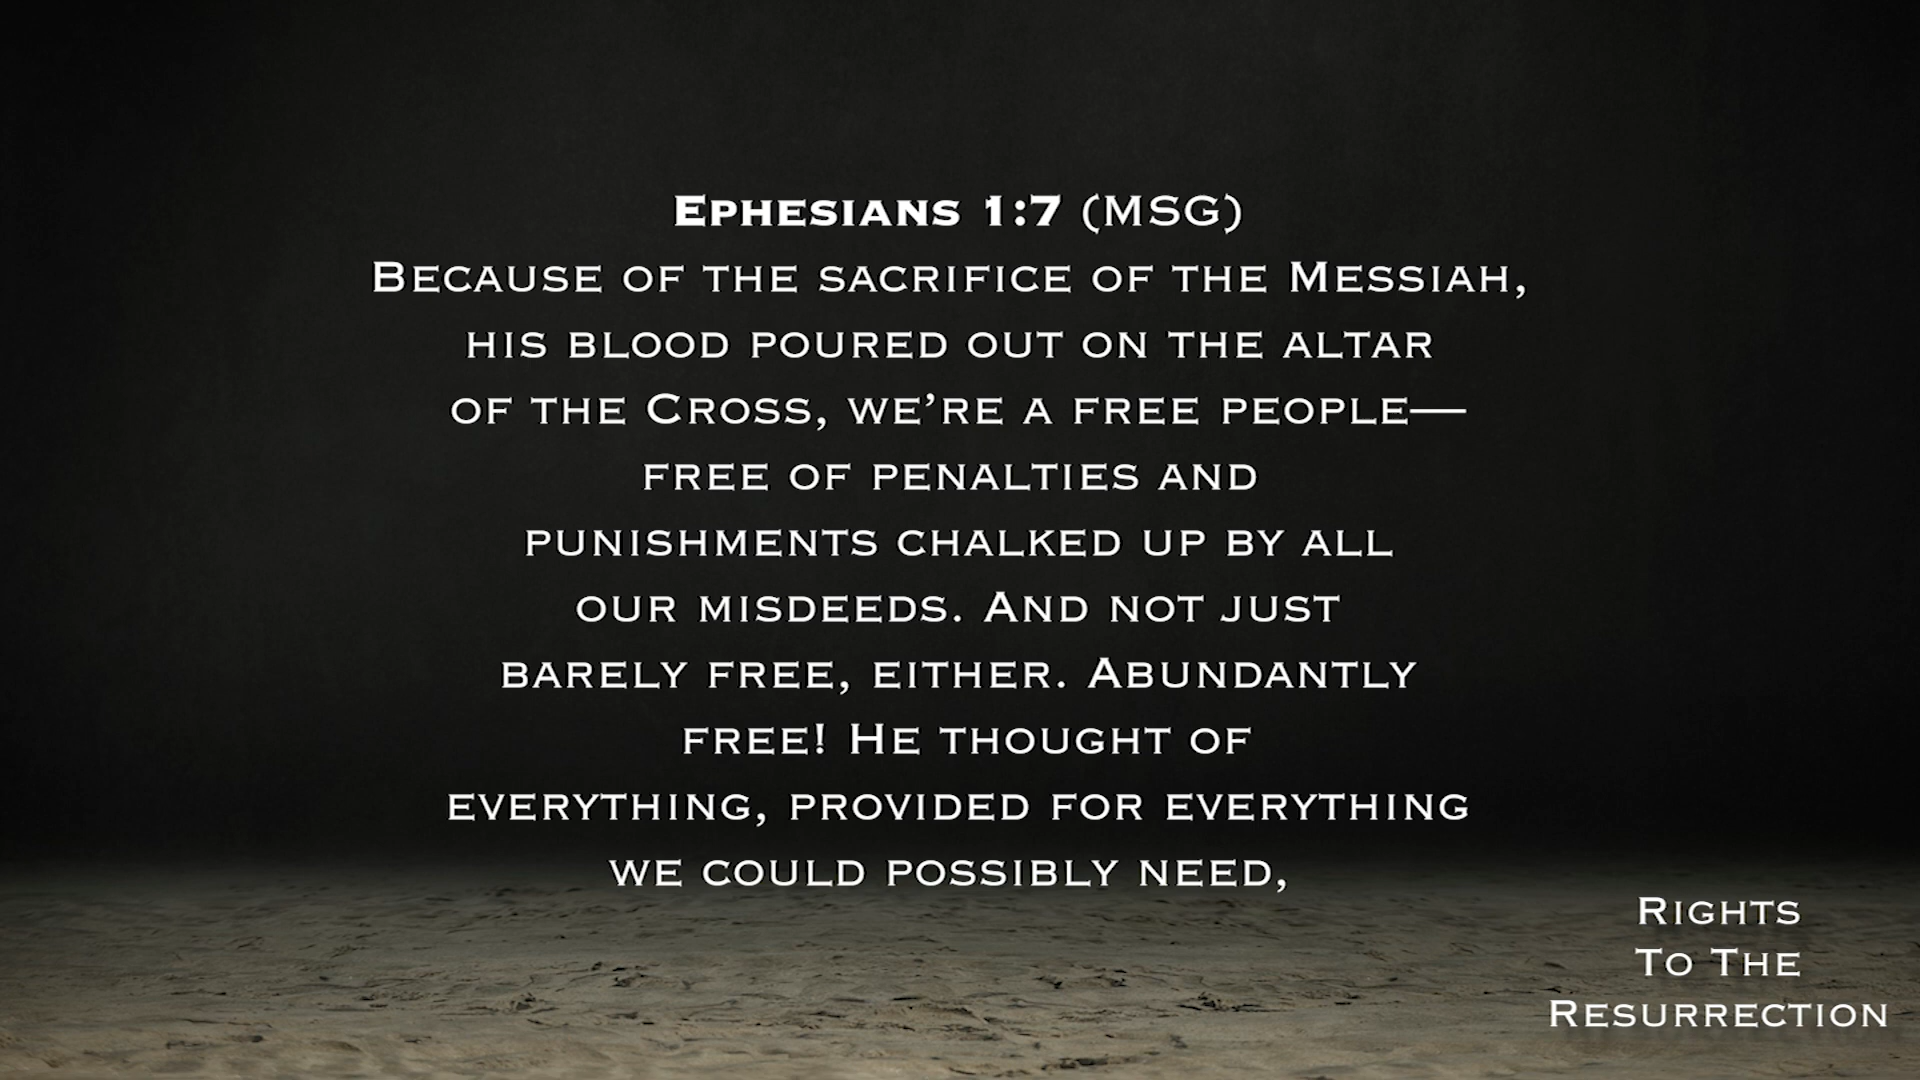 Ephesians 1:7 (MSG)
Because of the sacrifice of the Messiah,
his blood poured out on the altar
of the Cross, we’re a free people—
free of penalties and
punishments chalked up by all
our misdeeds. And not just
barely free, either. Abundantly
free! He thought of
everything, provided for everything
we could possibly need,
Rights
To The
Resurrection